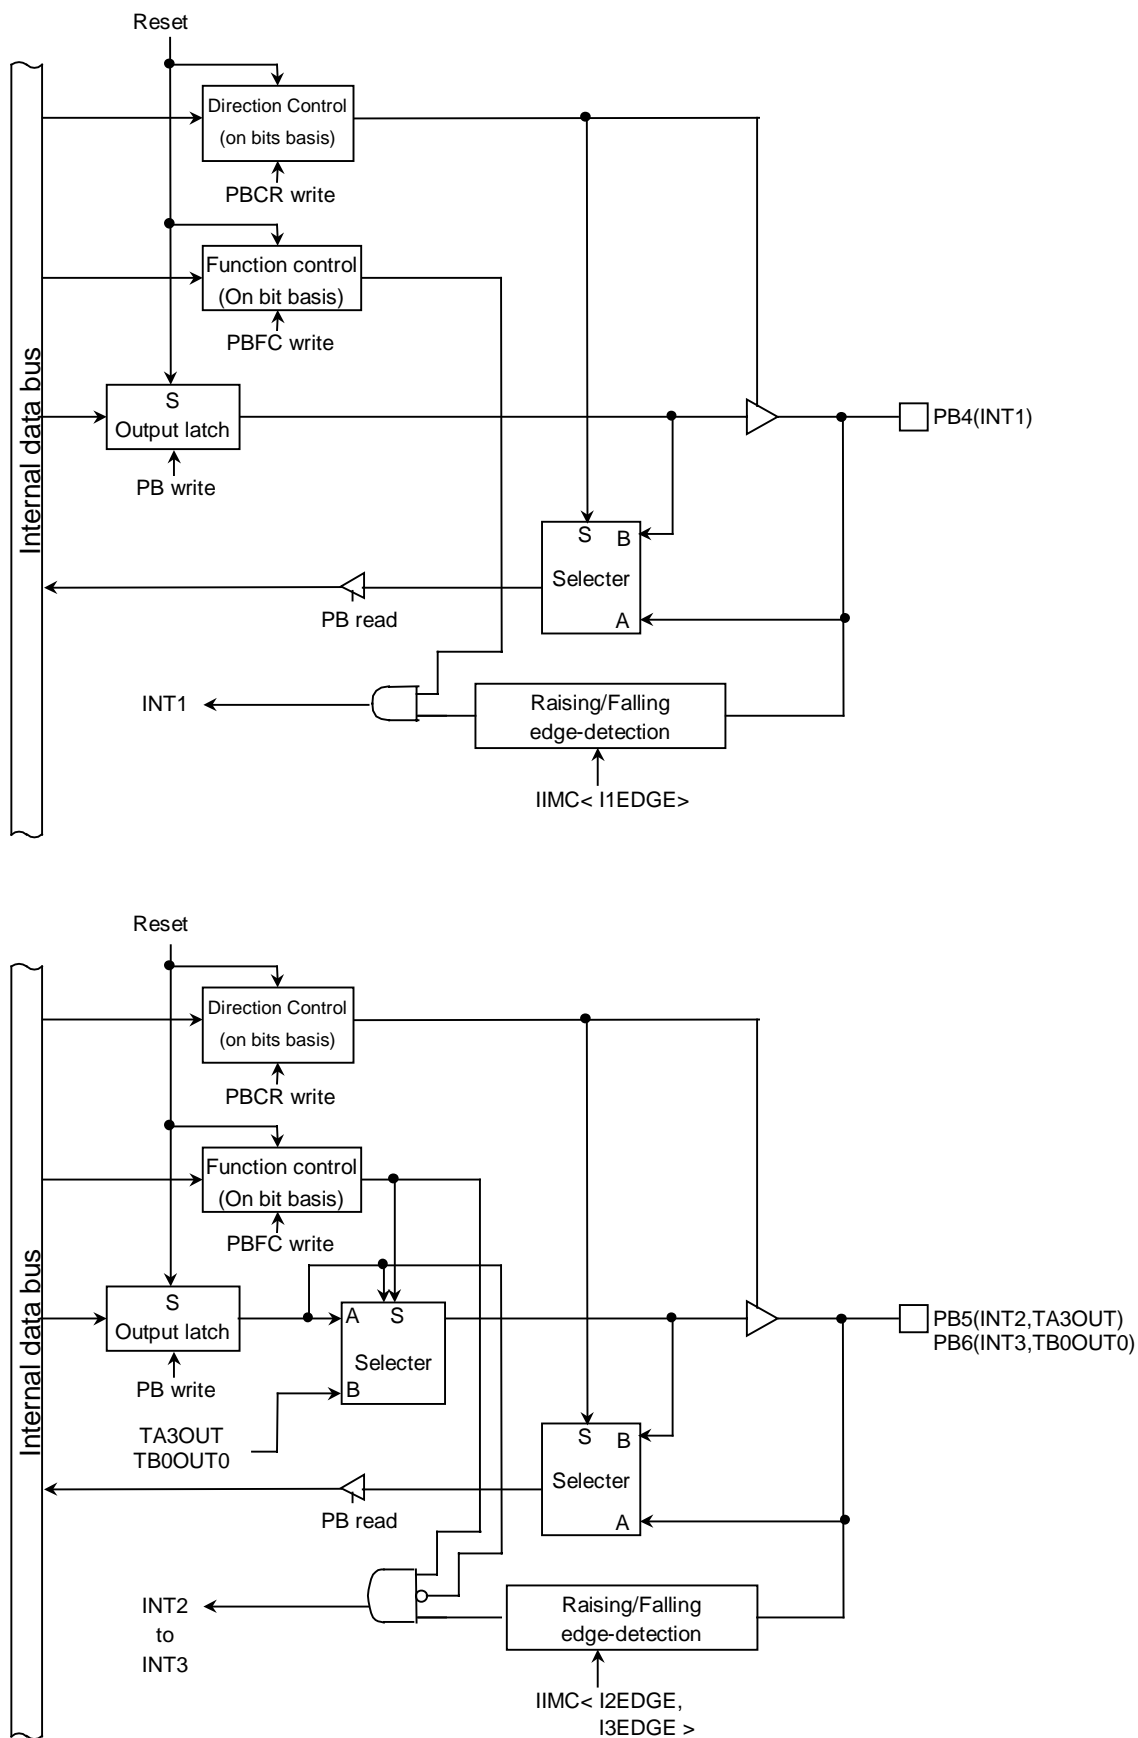 Reset
Direction Control
(on bits basis)
PBCR write
Function control
(On bit basis)
PBFC write
Internal data bus
S
Output latch
PB write
PB4(INT1)
S B
Selecter
A
PB read
INT1
Raising/Falling
edge-detection
IIMC< I1EDGE>
Reset
Direction Control
(on bits basis)
PBCR write
Function control
(On bit basis)
PBFC write
Internal data bus
S
Output latch
PB write
A S
Selecter
B
TA3OUT
TB0OUT0
PB5(INT2,TA3OUT)
PB6(INT3,TB0OUT0)
S B
Selecter
A
PB read
INT2
to
INT3
Raising/Falling
edge-detection
IIMC< I2EDGE,
I3EDGE >